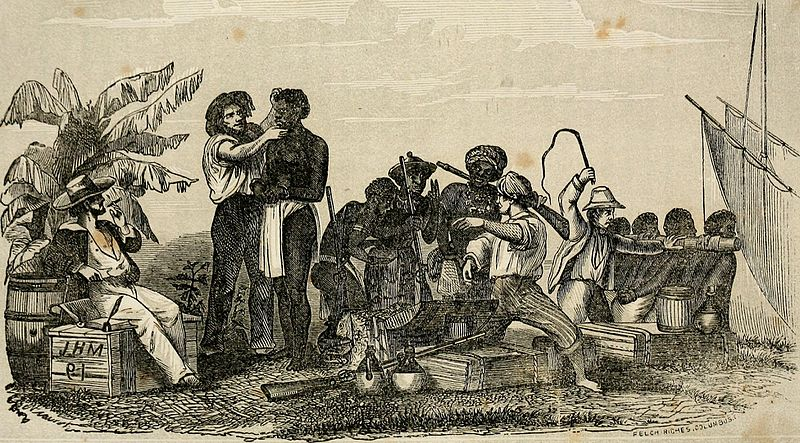 J.H.M
91
FELCH-RICHES, COLUMBUS. O.